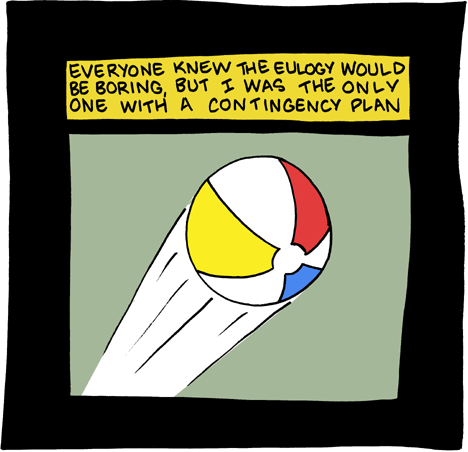 EVERYONE KNEW THE EULOGY WOULD
BE BORING, BUT I WAS THE ONLY
ONE WITH A CONTINGENCY PLAN